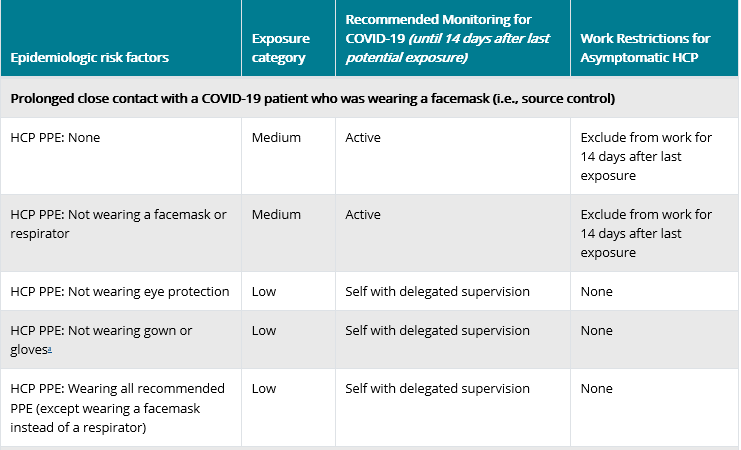 Epidemiologic risk factors
Exposure
category
Recommended Monitoring for
COVID-19 (until 14 days after last
potential exposure)
Work Restrictions for
Asymptomatic HCP
Prolonged close contact with a COVID-19 patient who was wearing a facemask (i.e., source control)
HCP PPE: None
Medium
Active
Exclude from work for
14 days after last
exposure
HCP PPE: Not wearing a facemask or
respirator
Medium
Active
Exclude from work for
14 days after last
exposure
HCP PPE: Not wearing eye protection
Low
Self with delegated supervision
None
HCP PPE: Not wearing gown or
glovesa
Low
Self with delegated supervision
None
HCP PPE: Wearing all recommended
PPE (except wearing a facemask
instead of a respirator)
Low
Self with delegated supervision
None